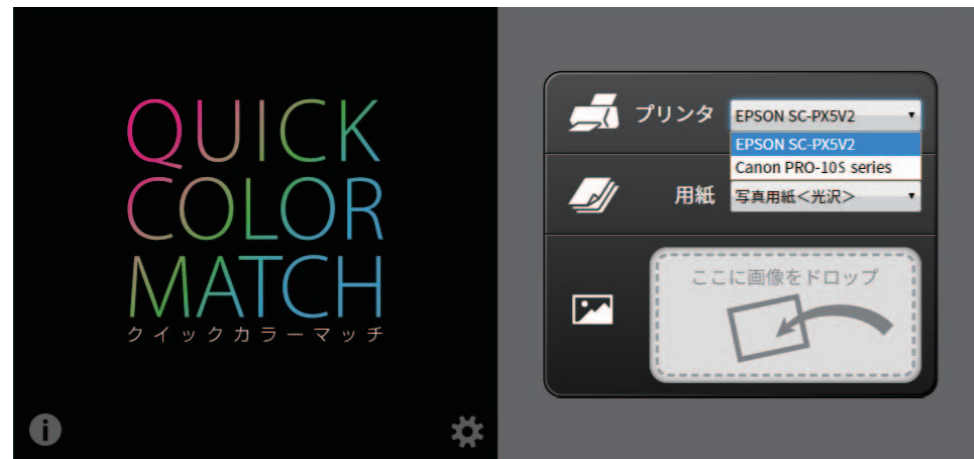 QUICK
COLOR
MATCH
クイックカラーマッチ
プリンタ
EPSON SC-PX5V2
EPSON SC-PX5V2
Canon PRO-10S series
用紙
写真用紙<光沢>
ここに画像をドロップ